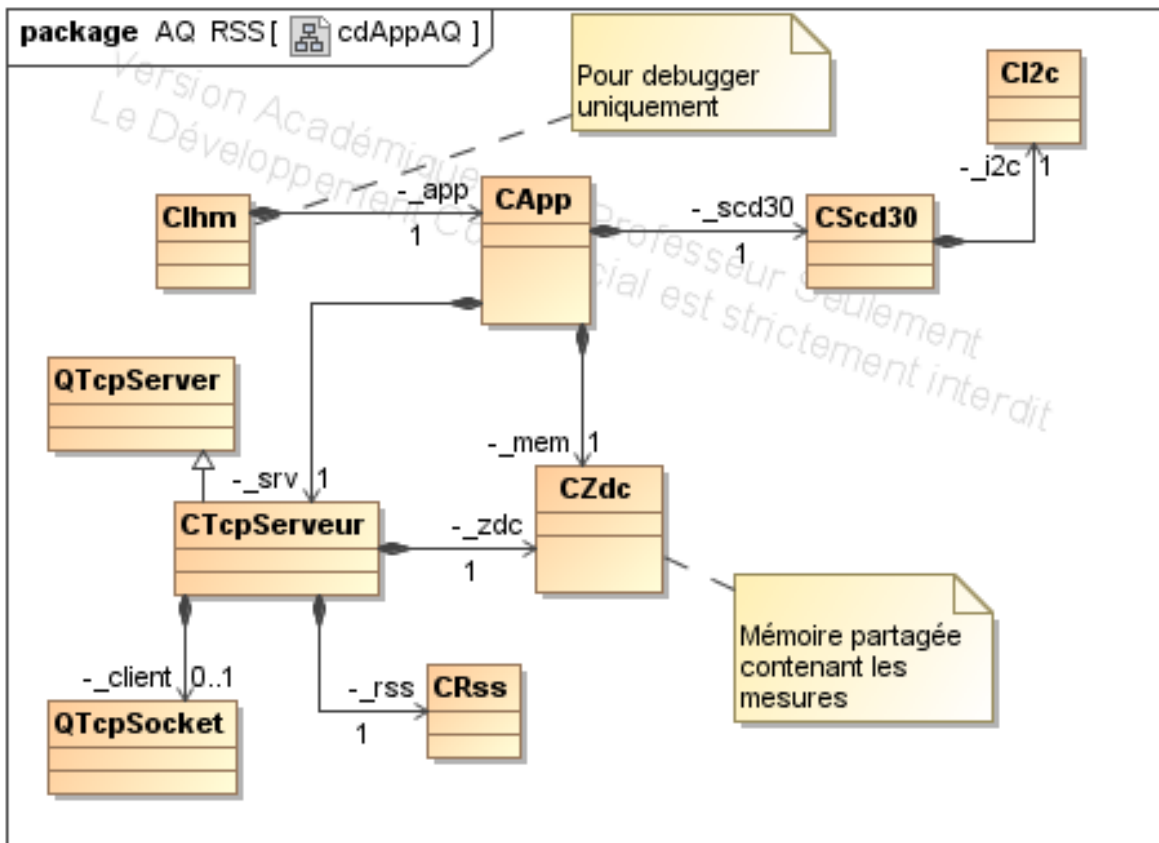 package AQ RSS[ cdAppAQ ]
Version Académique Professeur Seulement
Le Développement Co cial est strictement interdit
Pour debugger
uniquement
CI2c
-_i2c 1
CIhm
-_app
1
CApp
-_scd30
1
CScd30
QTcpServer
-_srv 1
-_mem 1
CTcpServeur
-_zdc
1
CZdc
Mémoire partagée
contenant les
mesures
-_client 0..1
-_rss
1
CRss
QTcpSocket